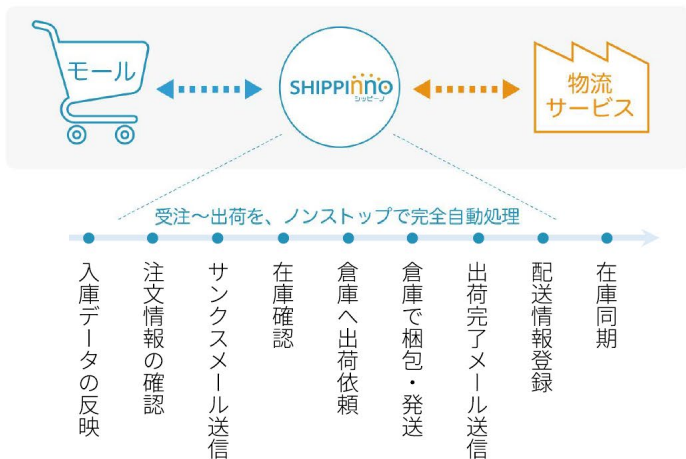 モール
SHIPPINNO
シッピーノ
物流
サービス
受注～出荷を、ノンストップで完全自動処理
入庫データの反映
注文情報の確認
サンクスメール送信
在庫確認
倉庫へ出荷依頼
倉庫で梱包・発送
出荷完了メール送信
配送情報登録
在庫同期